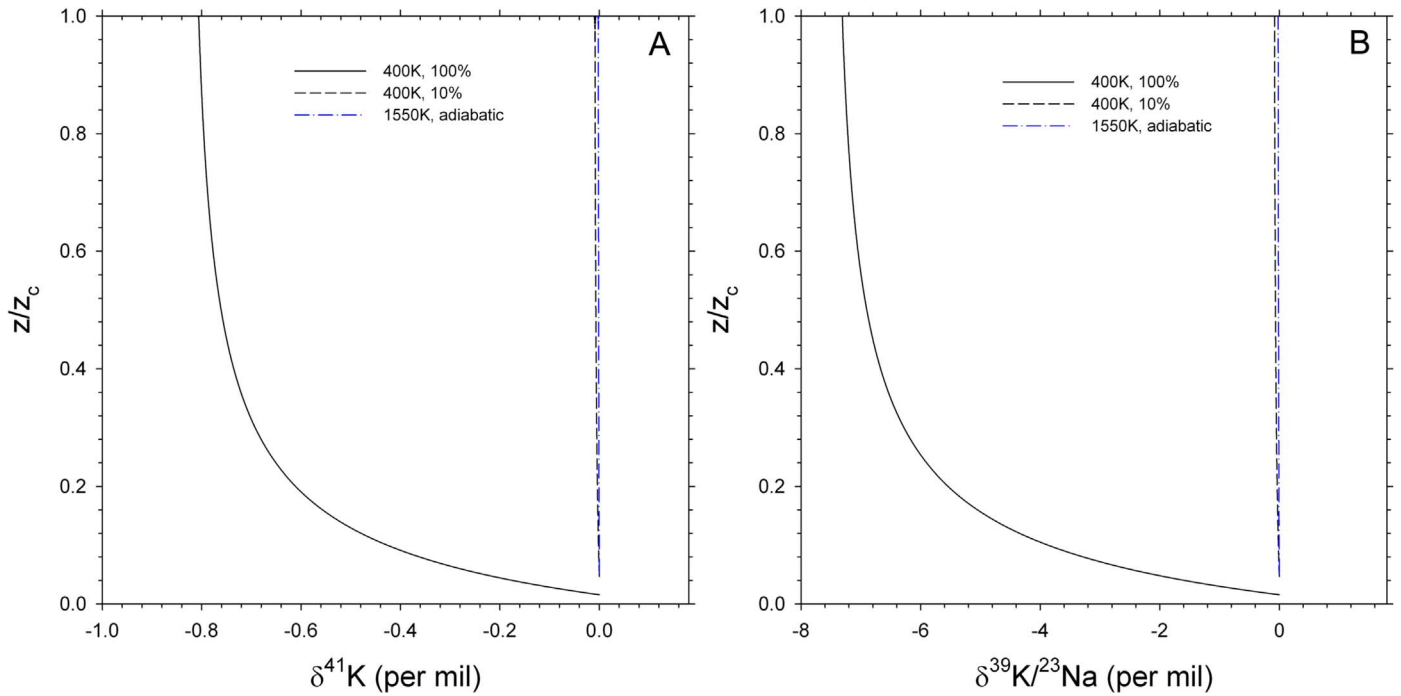 A
400K, 100%
400K, 10%
1550K, adiabatic
1.0
0.8
0.6
0.4
0.2
0.0
z/z_c
-1.0 -0.8 -0.6 -0.4 -0.2 0.0
δ⁴¹K (per mil)
B
400K, 100%
400K, 10%
1550K, adiabatic
1.0
0.8
0.6
0.4
0.2
0.0
z/z_c
-8 -6 -4 -2 0
δ³⁹K/²³Na (per mil)